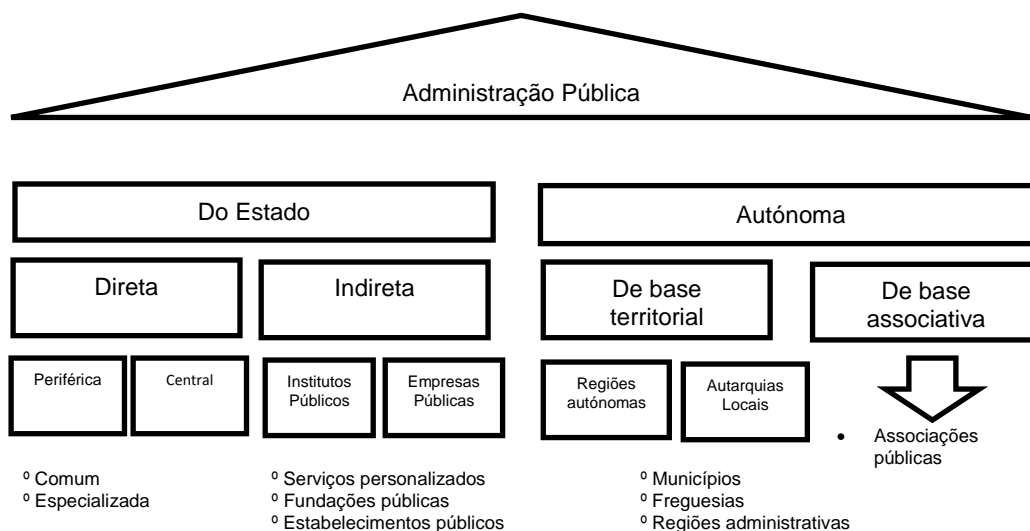 Administração Pública
Do Estado
Autónoma
Direta
Indireta
De base
territorial
De base
associativa
Periférica
Central
Institutos
Públicos
Empresas
Públicas
Regiões
autónomas
Autarquias
Locais
• Associações
públicas
º Comum
º Especializada
º Serviços personalizados
º Fundações públicas
º Estabelecimentos públicos
º Municípios
º Freguesias
º Regiões administrativas